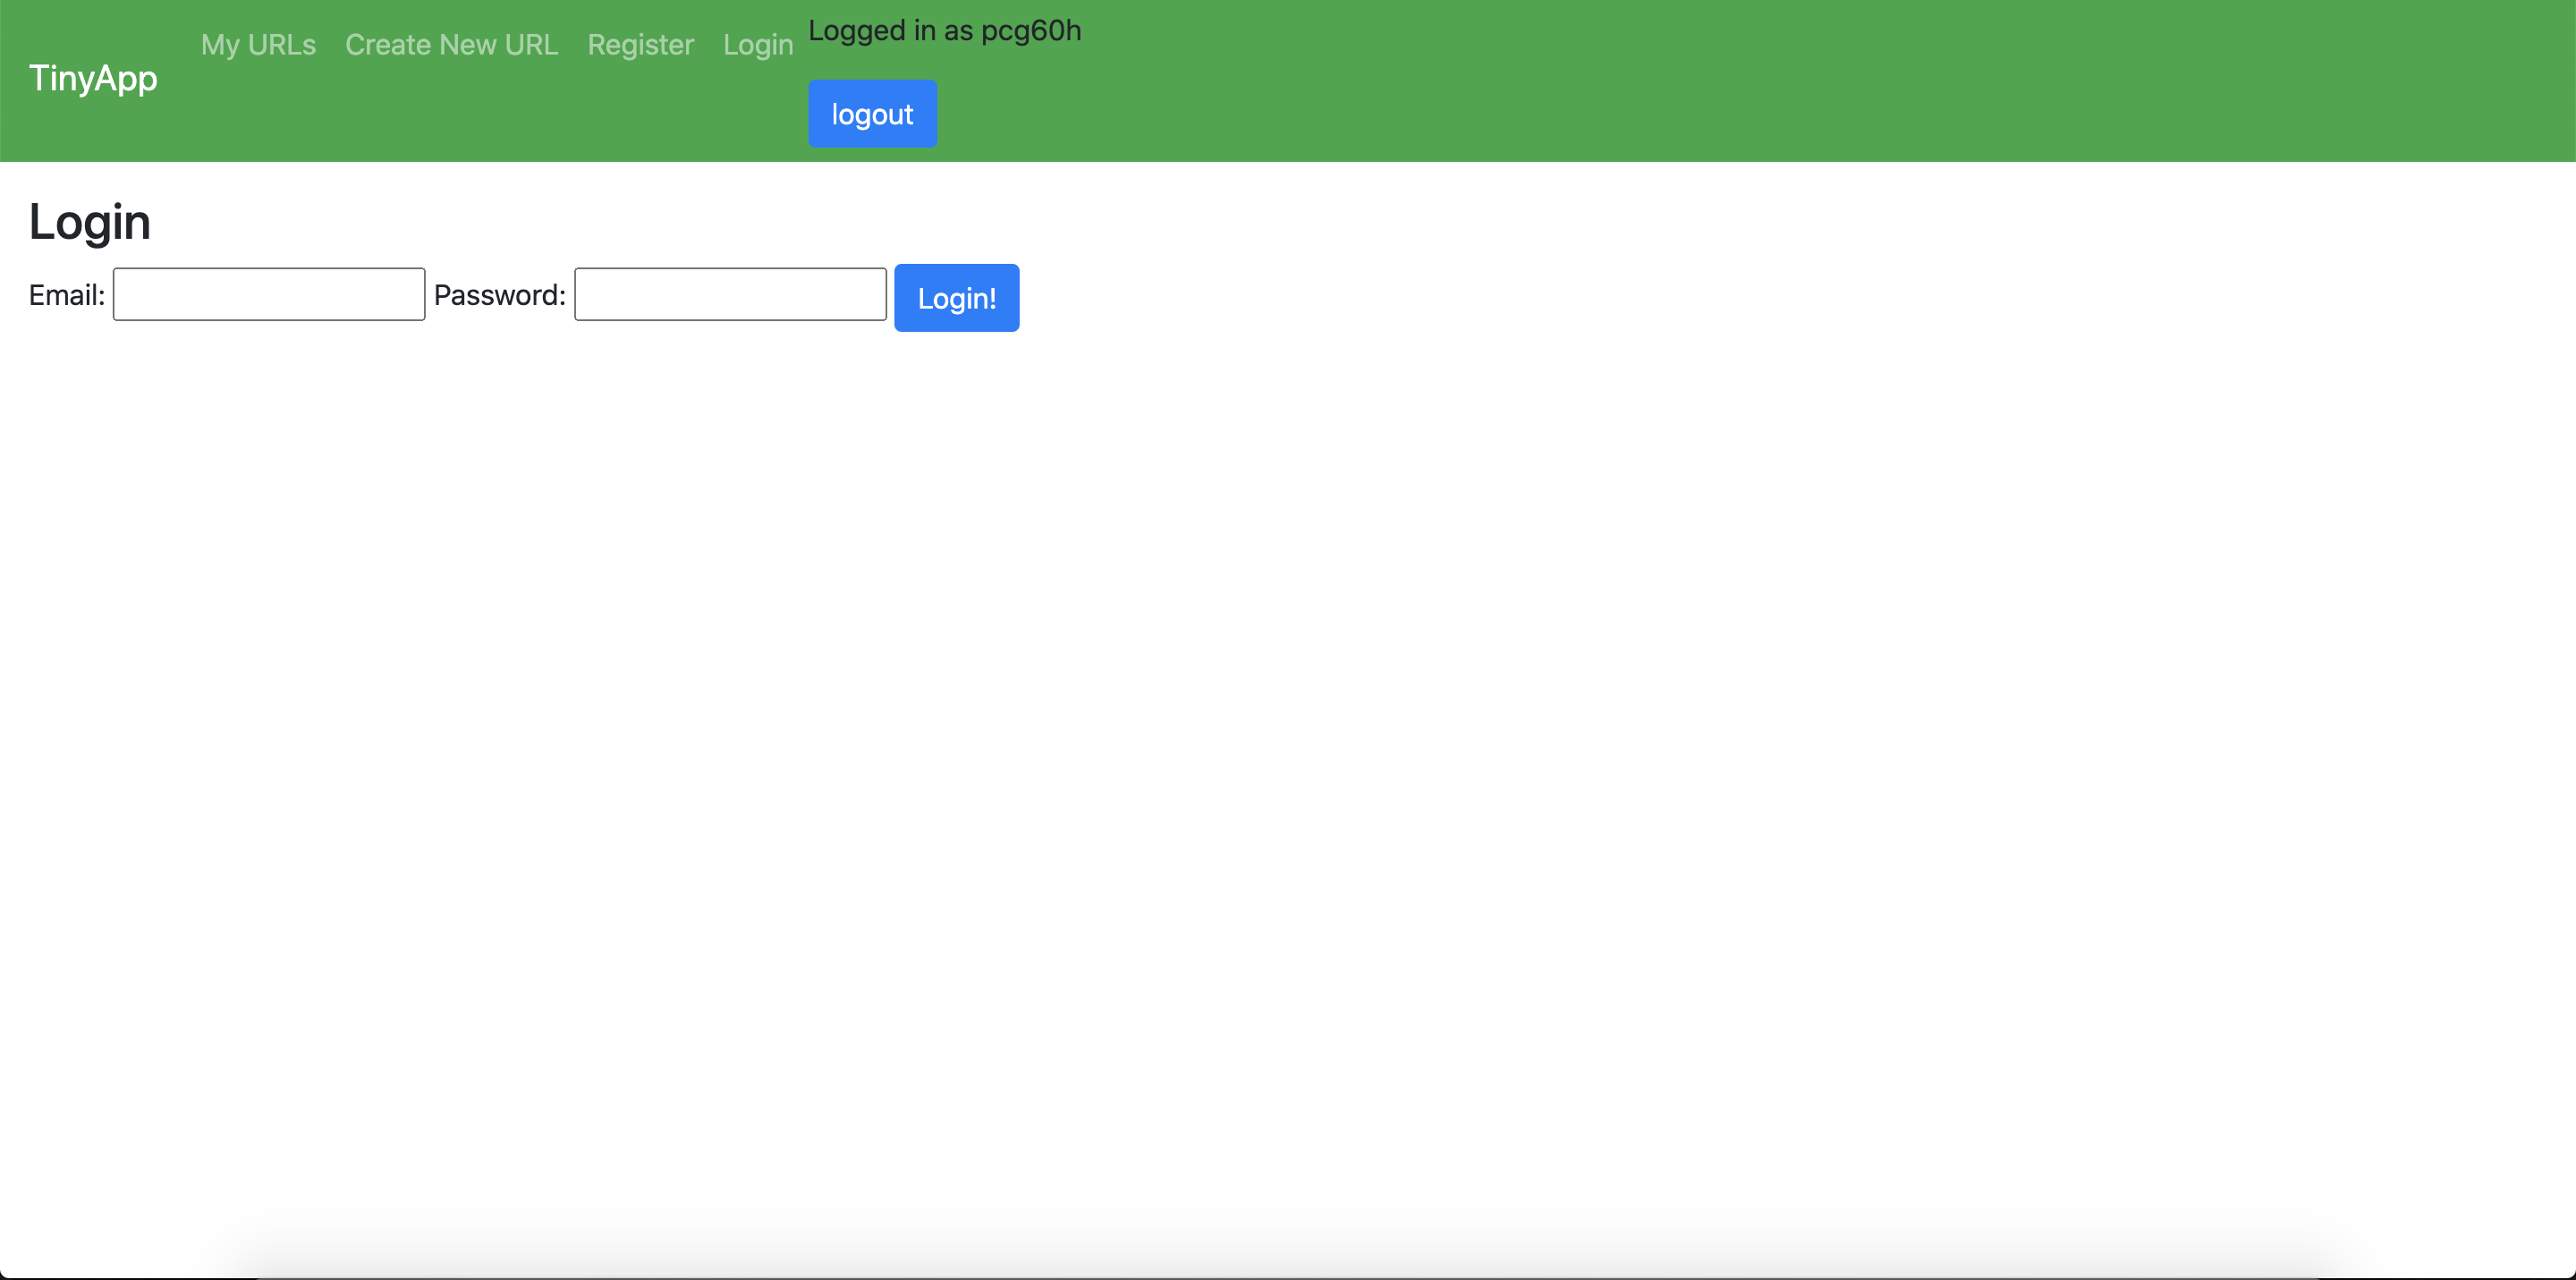 TinyApp
My URLs Create New URL Register Login Logged in as pcg60h
logout
Login
Email: Password: Login!